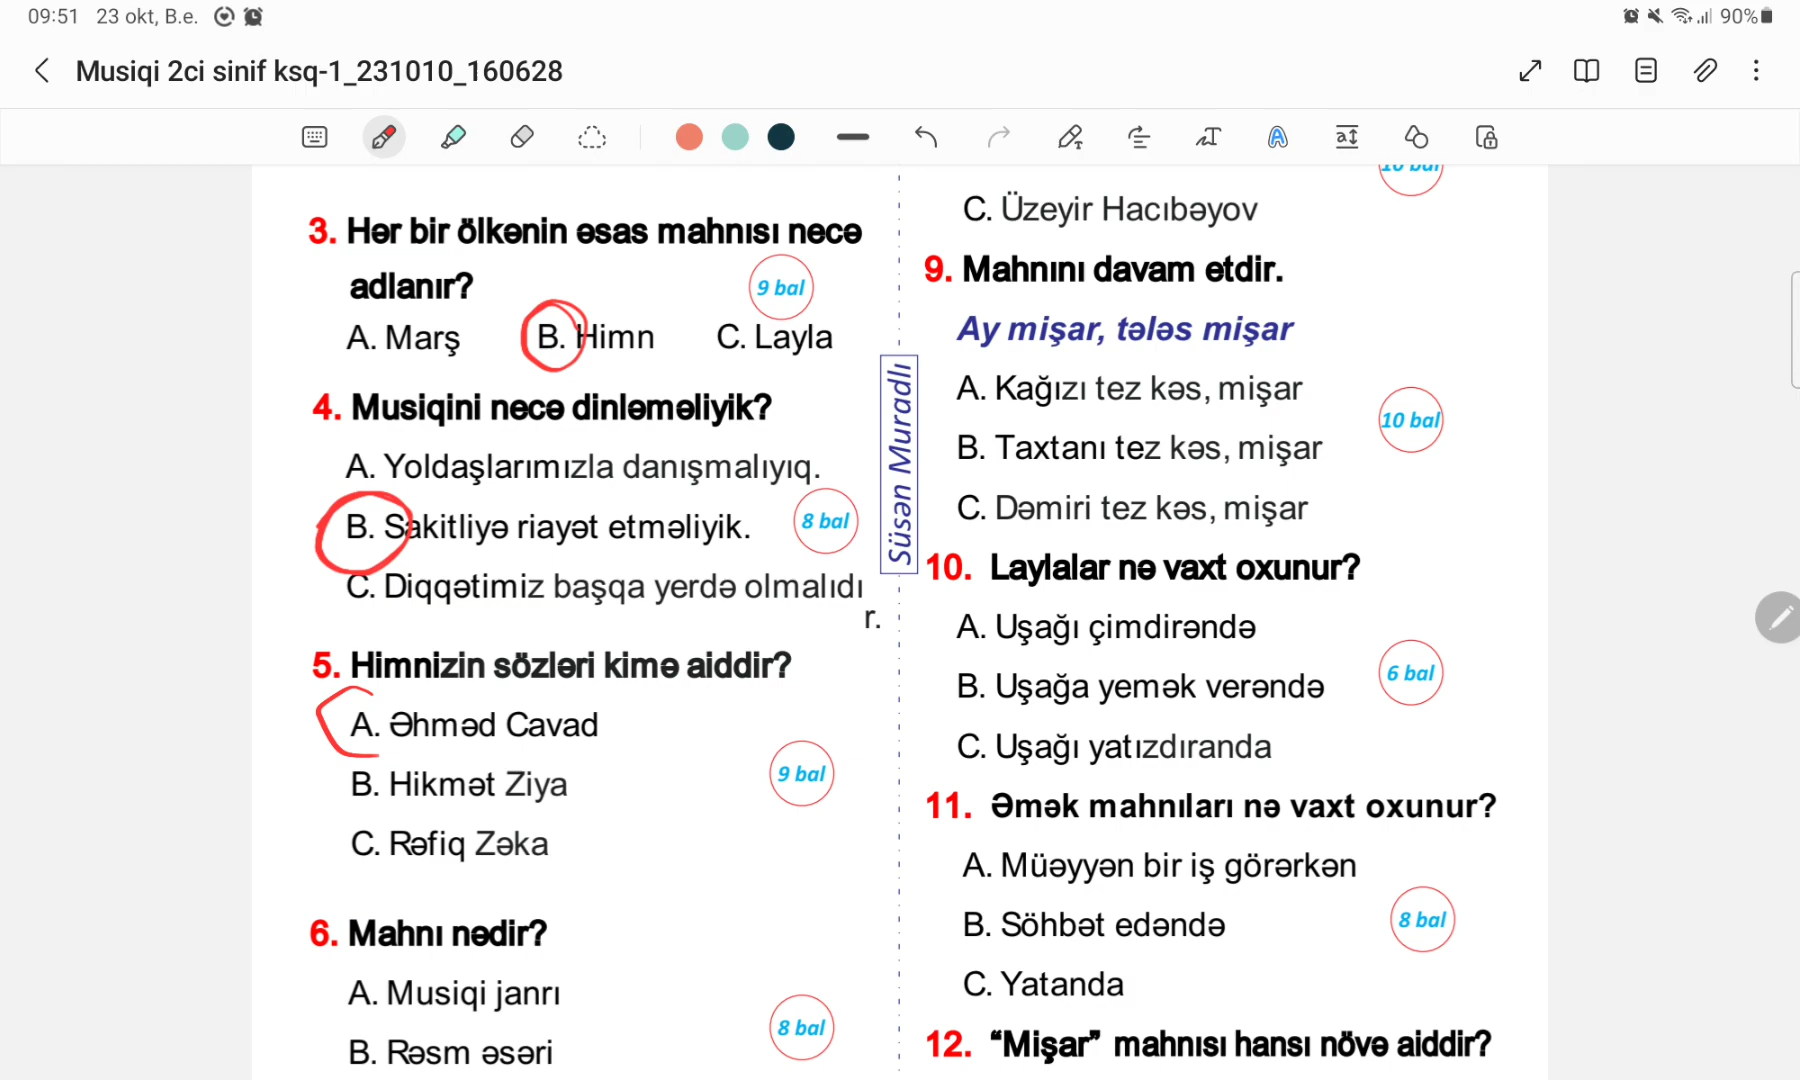 09:51 23 okt, B.e.
90%
Musiqi 2ci sinif ksq-1_231010_160628
3. Hər bir ölkənin əsas mahnısı necə
adlanır?
9 bal
A. Marş B. Himn C. Layla
4. Musiqini necə dinləməliyik?
A. Yoldaşlarımızla danışmalıyıq.
B. Sakitliyə riayət etməliyik.
8 bal
C. Diqqətimiz başqa yerdə olmalıdı
r.
5. Himnizin sözləri kimə aiddir?
A. Əhməd Cavad
B. Hikmət Ziya
9 bal
C. Rəfiq Zəka
6. Mahnı nədir?
A. Musiqi janrı
8 bal
B. Rəsm əsəri
Süsən Muradlı
10 bal
C. Üzeyir Hacıbəyov
9. Mahnını davam etdir.
Ay mişar, tələs mişar
A. Kağızı tez kəs, mişar
10 bal
B. Taxtanı tez kəs, mişar
C. Dəmiri tez kəs, mişar
10. Laylalar nə vaxt oxunur?
A. Uşağı çimdirəndə
B. Uşağa yemək verəndə
6 bal
C. Uşağı yatızdıranda
11. Əmək mahnıları nə vaxt oxunur?
A. Müəyyən bir iş görərkən
B. Söhbət edəndə
8 bal
C. Yatanda
12. “Mişar” mahnısı hansı növə aiddir?